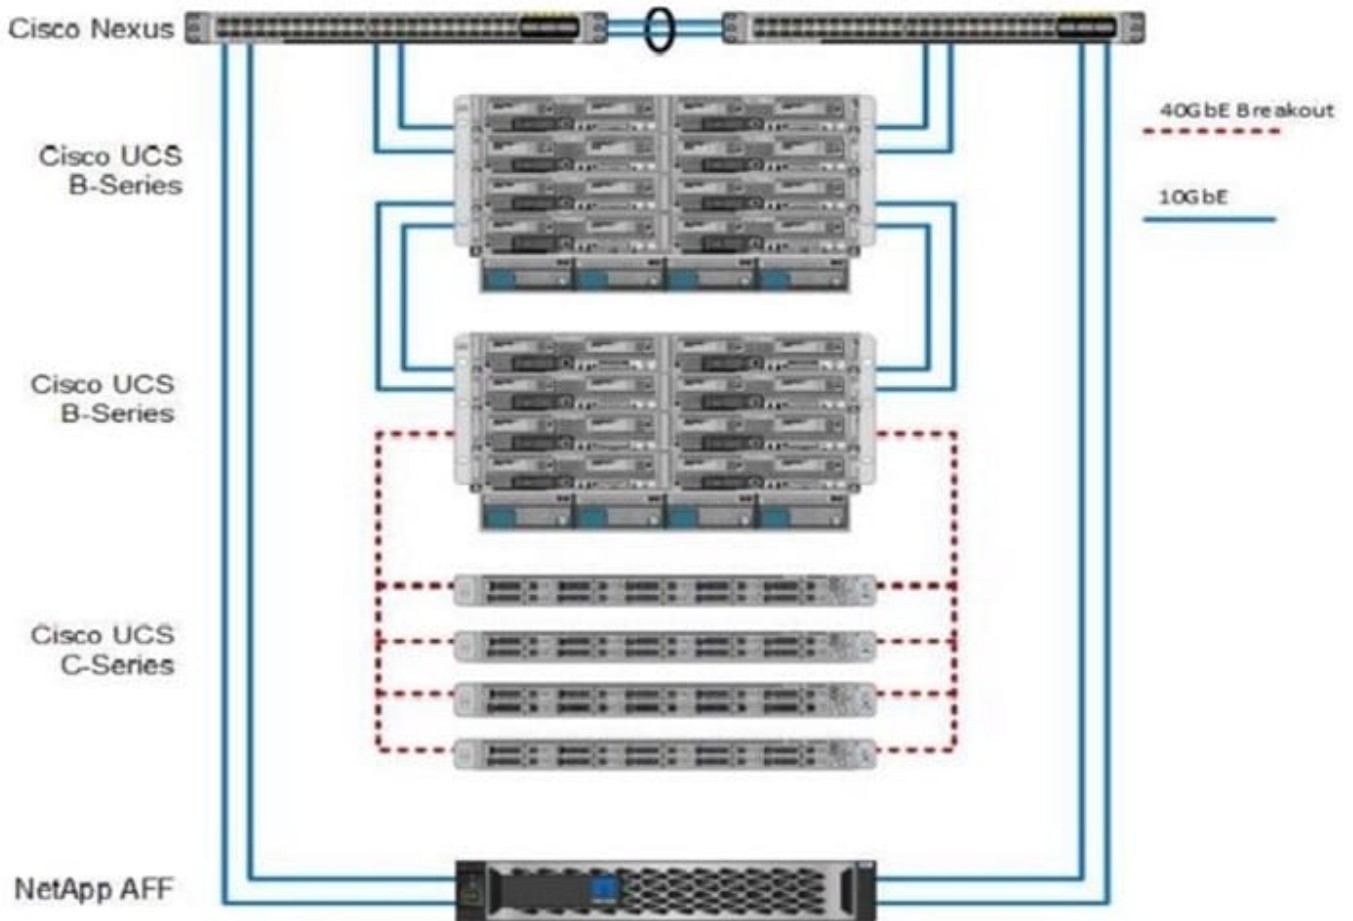 Cisco Nexus
40GbE Breakout
Cisco UCS
B-Series
10GbE
Cisco UCS
B-Series
Cisco UCS
C-Series
NetApp AFF